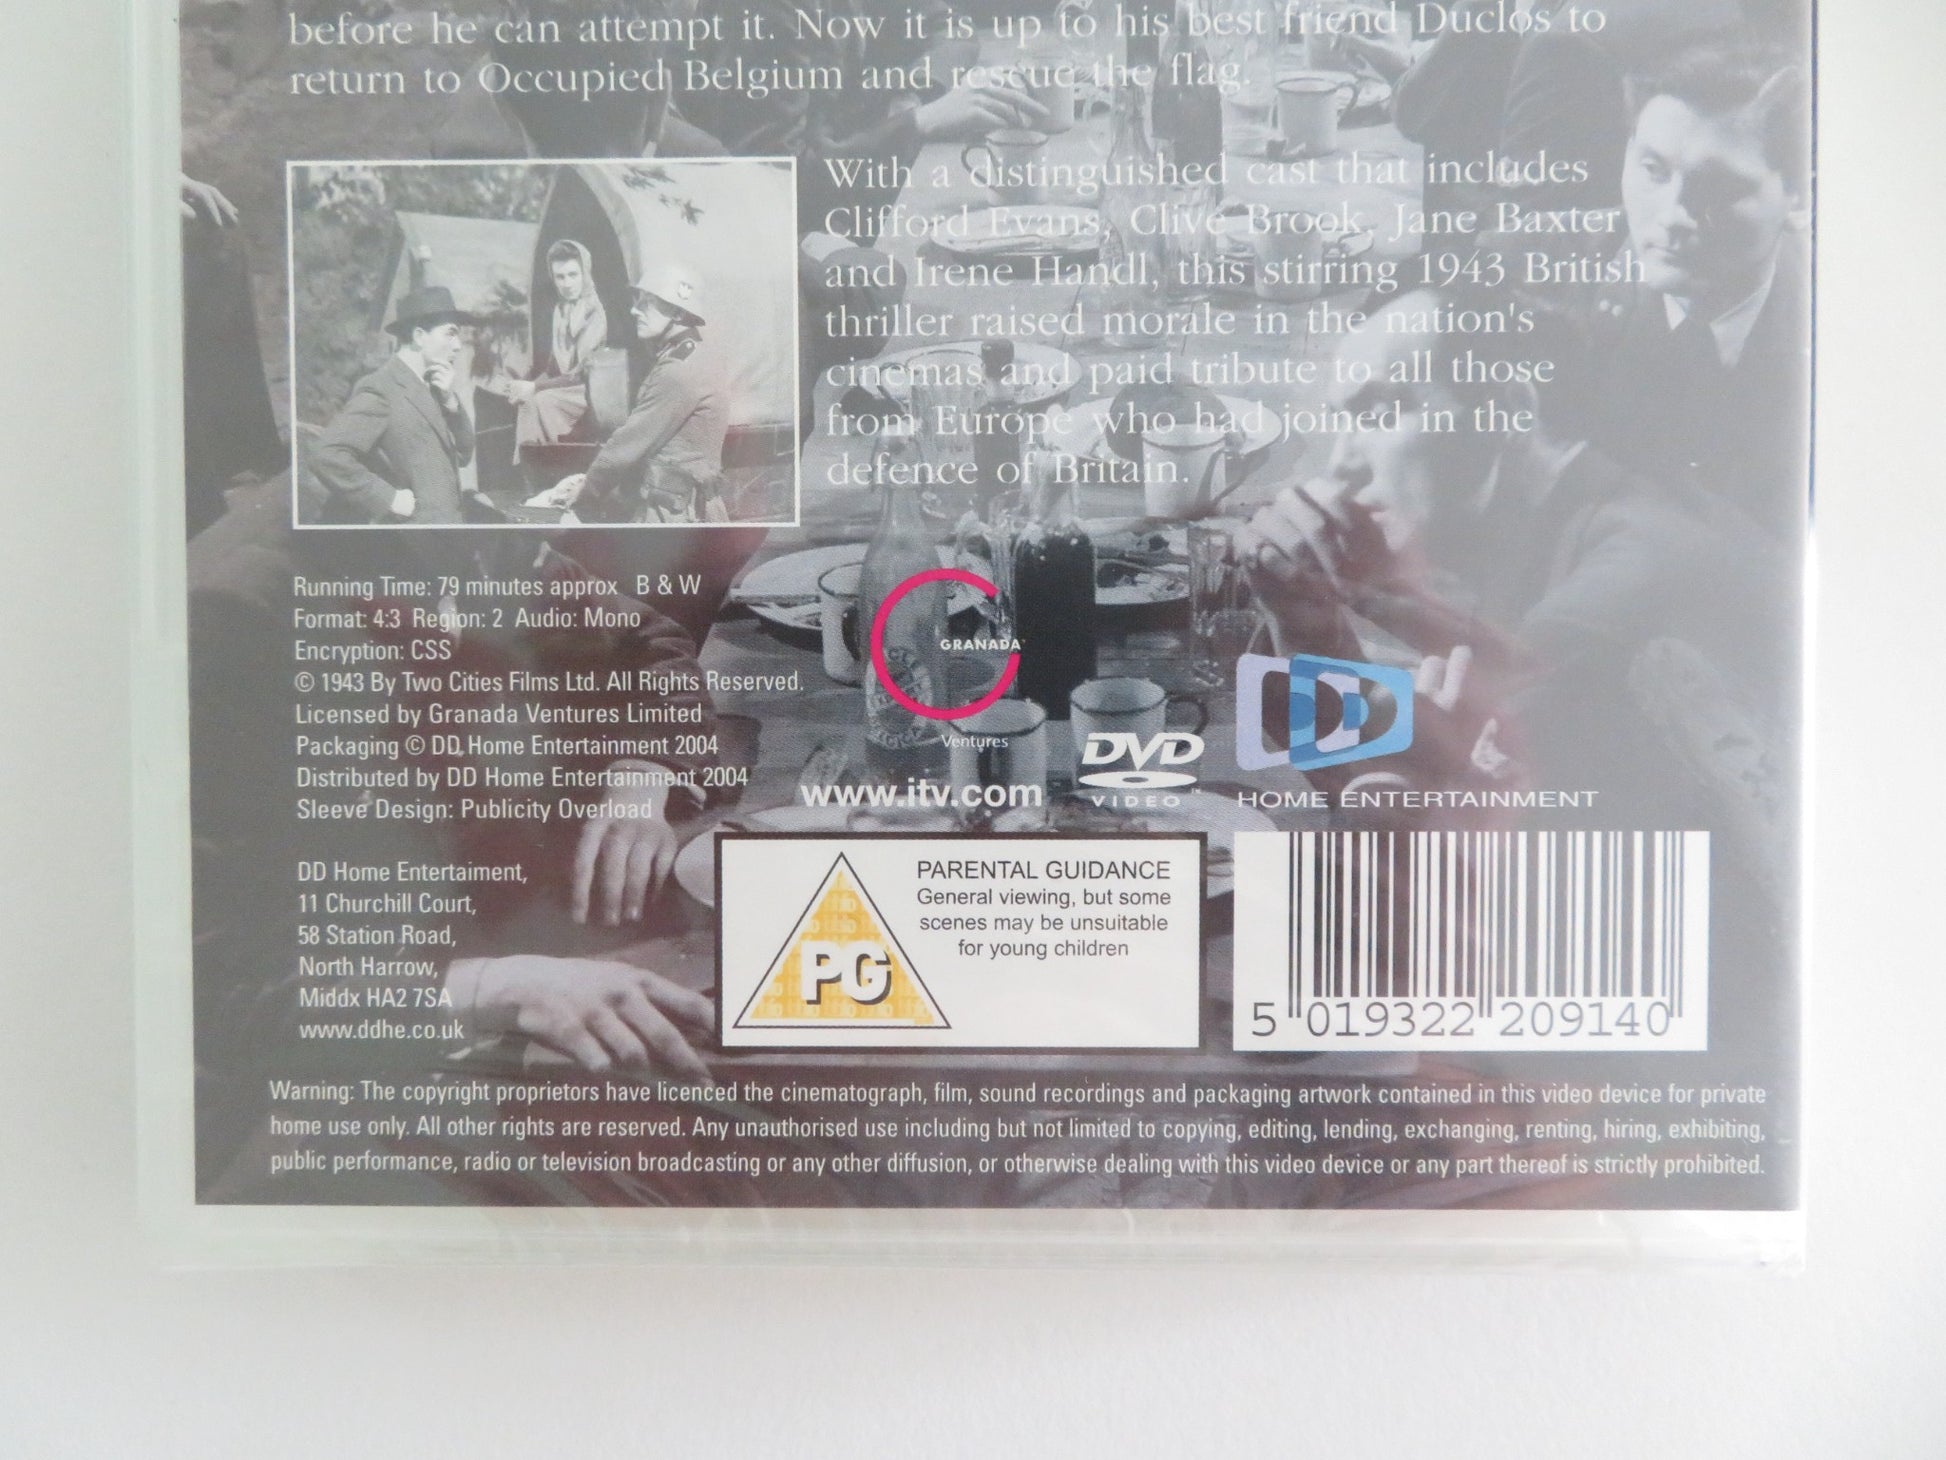 before he can attempt it. Now it is up to his best friend Duclos to
return to Occupied Belgium and rescue the flag.
With a distinguished cast that includes
Clifford Evans, Clive Brook, Jane Baxter
and Irene Handl, this stirring 1943 British
thriller raised morale in the nation's
cinemas and paid tribute to all those
from Europe who had joined in the
defence of Britain.
Running Time: 79 minutes approx B & W
Format: 4:3 Region: 2 Audio: Mono
Encryption: CSS
© 1943 By Two Cities Films Ltd. All Rights Reserved.
Licensed by Granada Ventures Limited
Packaging © DD Home Entertainment 2004
Distributed by DD Home Entertainment 2004
Sleeve Design: Publicity Overload
DD Home Entertaiment,
11 Churchill Court,
58 Station Road,
North Harrow,
Middx HA2 7SA
www.ddhe.co.uk
GRANADA
Ventures
www.itv.com
DVD
VIDEO™
DD
HOME ENTERTAINMENT
PG
PARENTAL GUIDANCE
General viewing, but some
scenes may be unsuitable
for young children
5 019322 209140
Warning: The copyright proprietors have licenced the cinematograph, film, sound recordings and packaging artwork contained in this video device for private
home use only. All other rights are reserved. Any unauthorised use including but not limited to copying, editing, lending, exchanging, renting, hiring, exhibiting,
public performance, radio or television broadcasting or any other diffusion, or otherwise dealing with this video device or any part thereof is strictly prohibited.